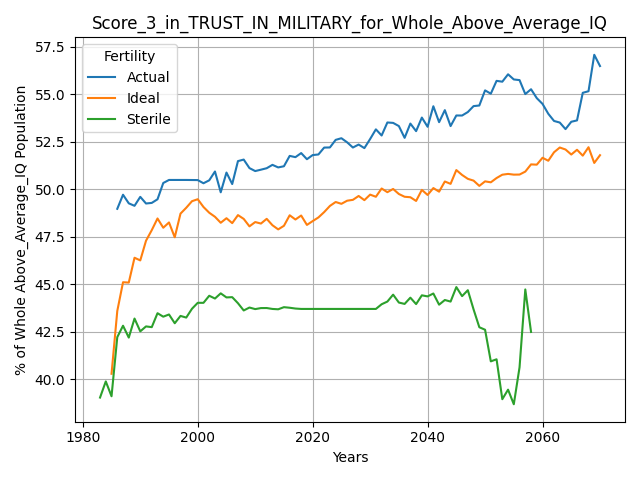 Score_3_in_TRUST_IN_MILITARY_for_Whole_Above_Average_IQ
57.5
55.0
52.5
50.0
47.5
45.0
42.5
40.0
% of Whole Above_Average_IQ Population
Fertility
Actual
Ideal
Sterile
1980
2000
2020
2040
2060
Years